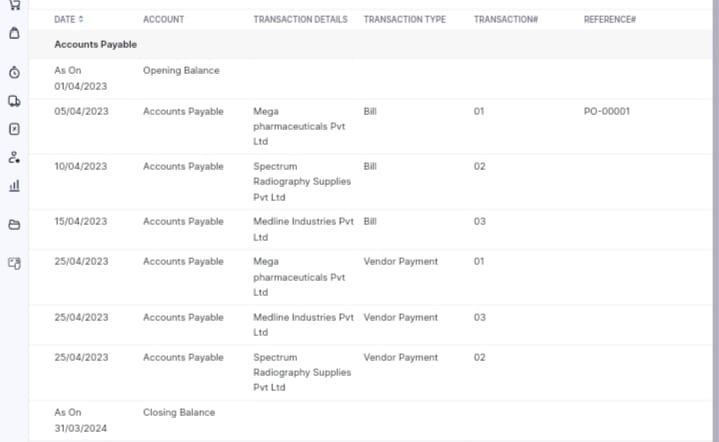 DATE ACCOUNT TRANSACTION DETAILS TRANSACTION TYPE TRANSACTION# REFERENCE#
Accounts Payable
As On Opening Balance
01/04/2023
05/04/2023 Accounts Payable Mega Bill 01 PO-00001
pharmaceuticals Pvt
Ltd
10/04/2023 Accounts Payable Spectrum Bill 02
Radiography Supplies
Pvt Ltd
15/04/2023 Accounts Payable Medline Industries Pvt Bill 03
Ltd
25/04/2023 Accounts Payable Mega Vendor Payment 01
pharmaceuticals Pvt
Ltd
25/04/2023 Accounts Payable Medline Industries Pvt Vendor Payment 03
Ltd
25/04/2023 Accounts Payable Spectrum Vendor Payment 02
Radiography Supplies
Pvt Ltd
As On Closing Balance
31/03/2024